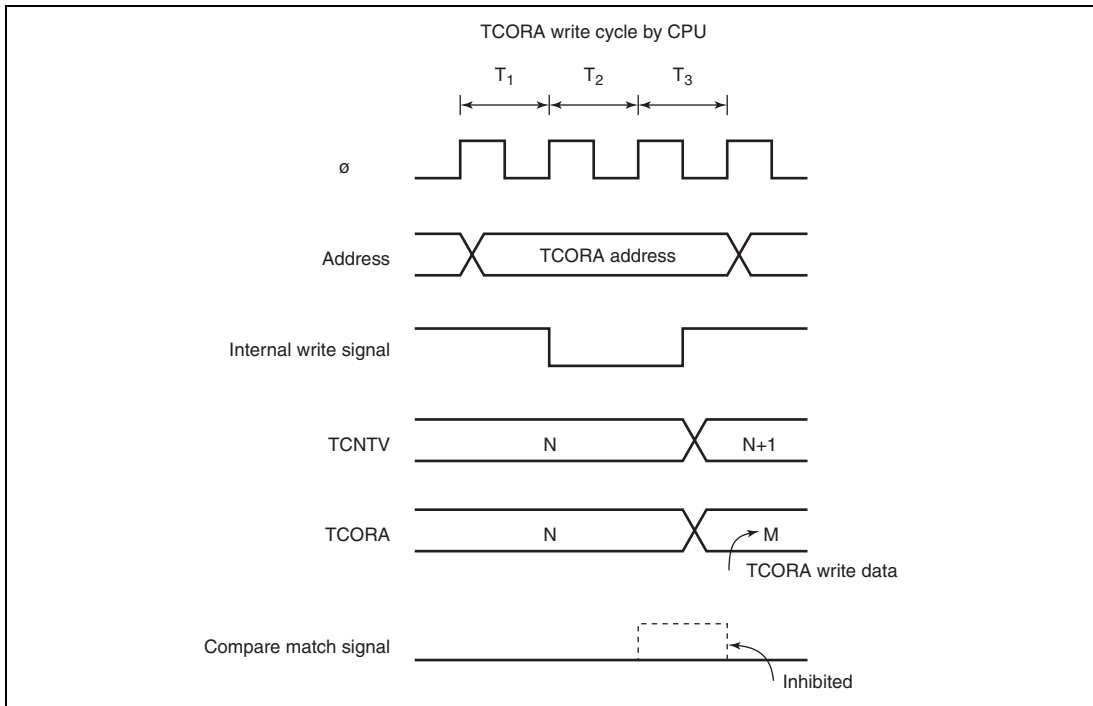 TCORA write cycle by CPU
T1 T2 T3
ø
Address TCORA address
Internal write signal
TCNTV N N+1
TCORA N M
TCORA write data
Compare match signal
Inhibited